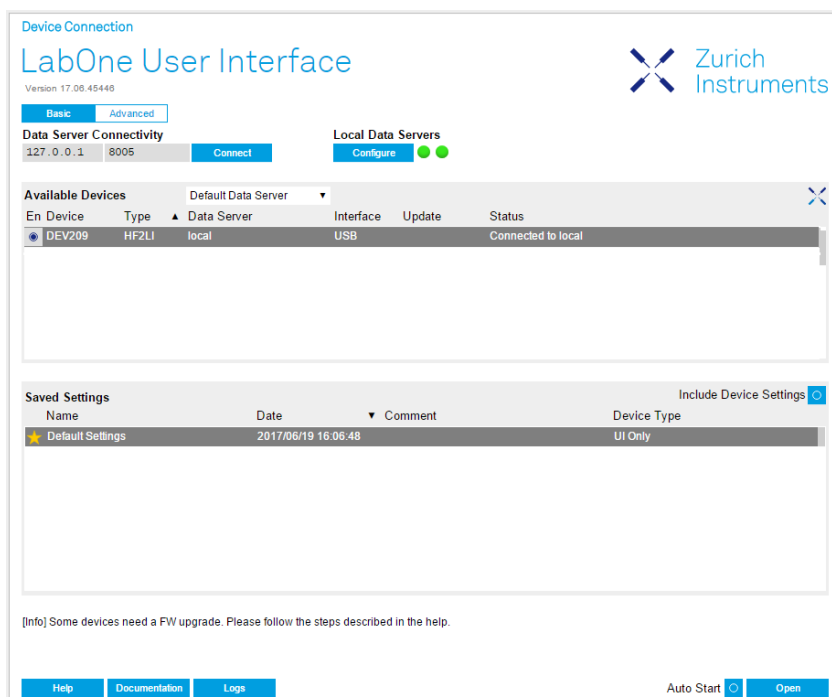 Device Connection
LabOne User Interface
Zurich
Instruments
Version 17.06.45446
Basic Advanced
Data Server Connectivity Local Data Servers
127.0.0.1 8005 Connect Configure
Available Devices Default Data Server ▼
En Device Type ▲ Data Server Interface Update Status
DEV209 HF2LI local USB Connected to local
Saved Settings Include Device Settings
Name Date ▼ Comment Device Type
Default Settings 2017/06/19 16:06:48 UI Only
[Info] Some devices need a FW upgrade. Please follow the steps described in the help.
Help Documentation Logs Auto Start Open